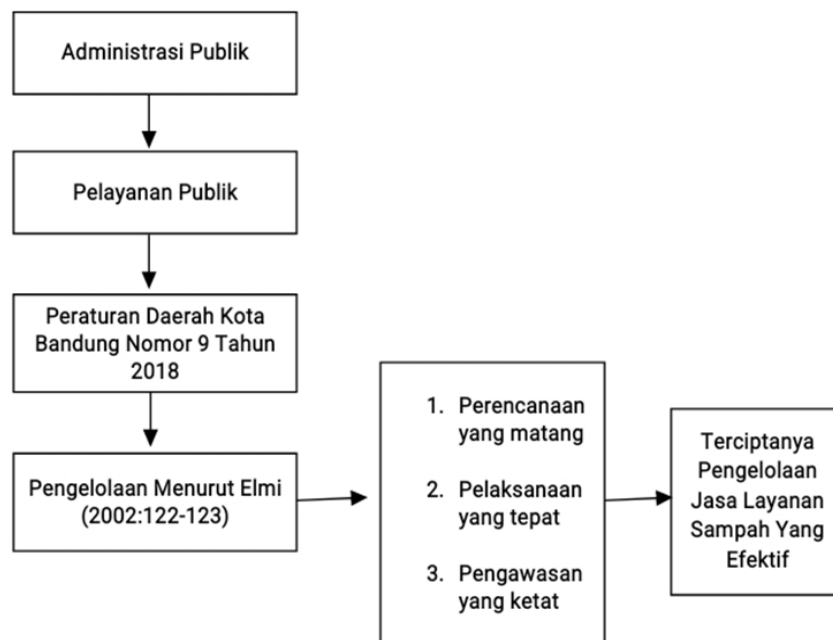 Administrasi Publik
Pelayanan Publik
Peraturan Daerah Kota
Bandung Nomor 9 Tahun
2018
Pengelolaan Menurut Elmi
(2002:122-123)
1. Perencanaan
yang matang
2. Pelaksanaan
yang tepat
3. Pengawasan
yang ketat
Terciptanya
Pengelolaan
Jasa Layanan
Sampah Yang
Efektif